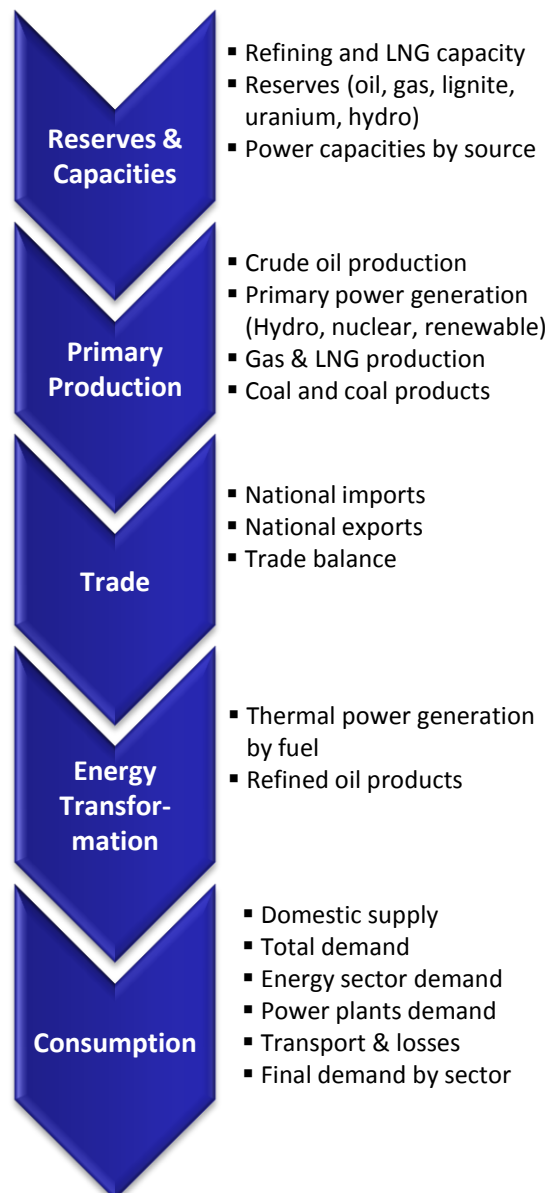 Reserves &
Capacities
▪ Refining and LNG capacity
▪ Reserves (oil, gas, lignite,
uranium, hydro)
▪ Power capacities by source
Primary
Production
▪ Crude oil production
▪ Primary power generation
(Hydro, nuclear, renewable)
▪ Gas & LNG production
▪ Coal and coal products
Trade
▪ National imports
▪ National exports
▪ Trade balance
Energy
Transfor-
mation
▪ Thermal power generation
by fuel
▪ Refined oil products
Consumption
▪ Domestic supply
▪ Total demand
▪ Energy sector demand
▪ Power plants demand
▪ Transport & losses
▪ Final demand by sector